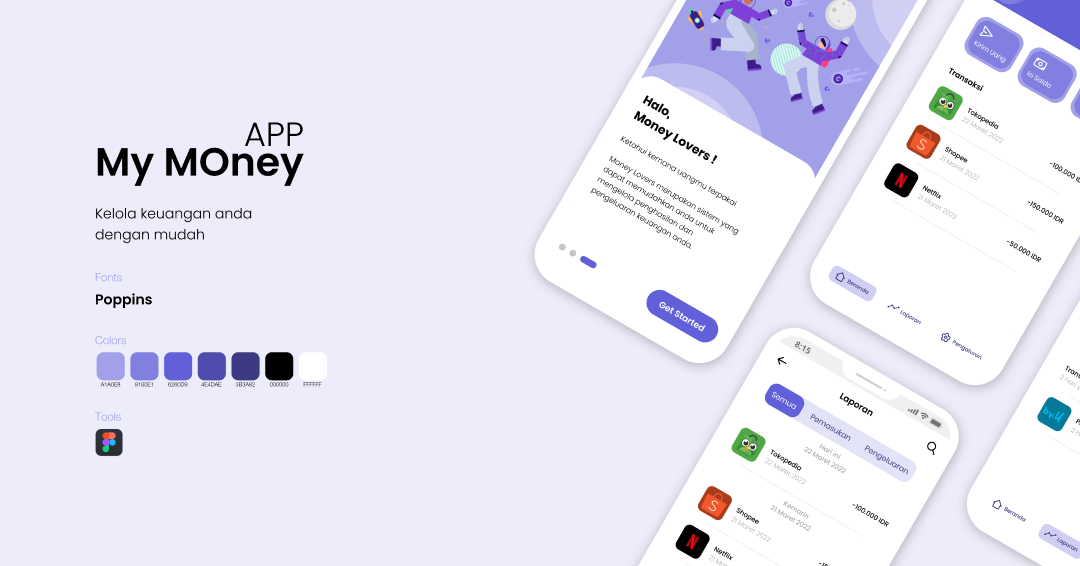 APP
My MOney
Kelola keuangan anda
dengan mudah
Fonts
Poppins
Colors
A1A0E9
8180E1
6260D9
4E4DAE
3B3A82
000000
FFFFFF
Tools
Halo,
Money Lovers !
Ketahui kemana uangmu terpakai
Money Lovers merupakan sistem yang
dapat memudahkan anda untuk
mengelola penghasilan dan
pengeluaran keuangan anda.
Get Started
Kirim Uang
Isi Saldo
Transaksi
Tokopedia
22 Maret 2022
-100.000 IDR
Shopee
21 Maret 2022
-150.000 IDR
Netflix
21 Maret 2022
-50.000 IDR
Beranda
Laporan
Pengaturan
8:15
Laporan
Semua
Pemasukan
Pengeluaran
Hari ini
22 Maret 2022
Tokopedia
22 Maret 2022
-100.000 IDR
Kemarin
21 Maret 2022
Shopee
21 Maret 2022
Netflix
by.U
Beranda
Laporan